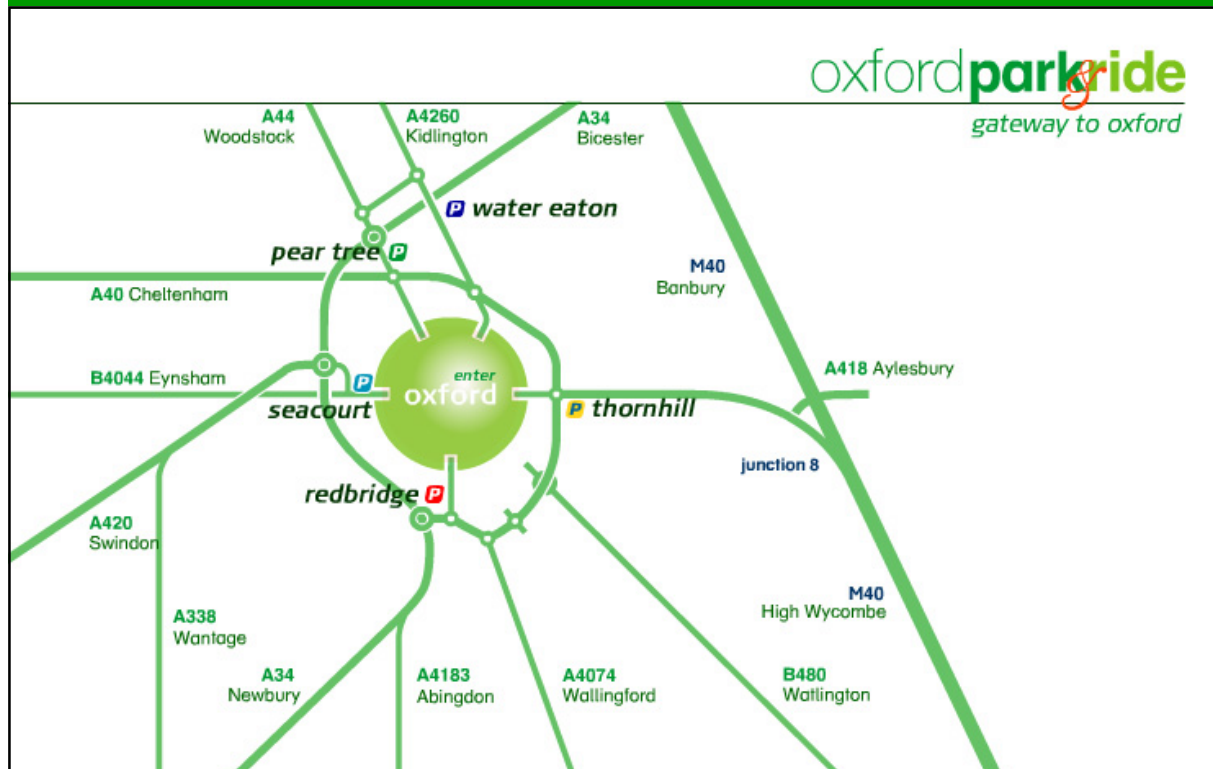 oxfordpark&ride
gateway to oxford
A44
Woodstock
A4260
Kidlington
A34
Bicester
P water eaton
pear tree P
M40
Banbury
A40 Cheltenham
A418 Aylesbury
B4044 Eynsham
P
enter
oxford
seacourt
P thornhill
junction 8
redbridge P
A420
Swindon
M40
High Wycombe
A338
Wantage
A34
Newbury
A4183
Abingdon
A4074
Wallingford
B480
Watlington